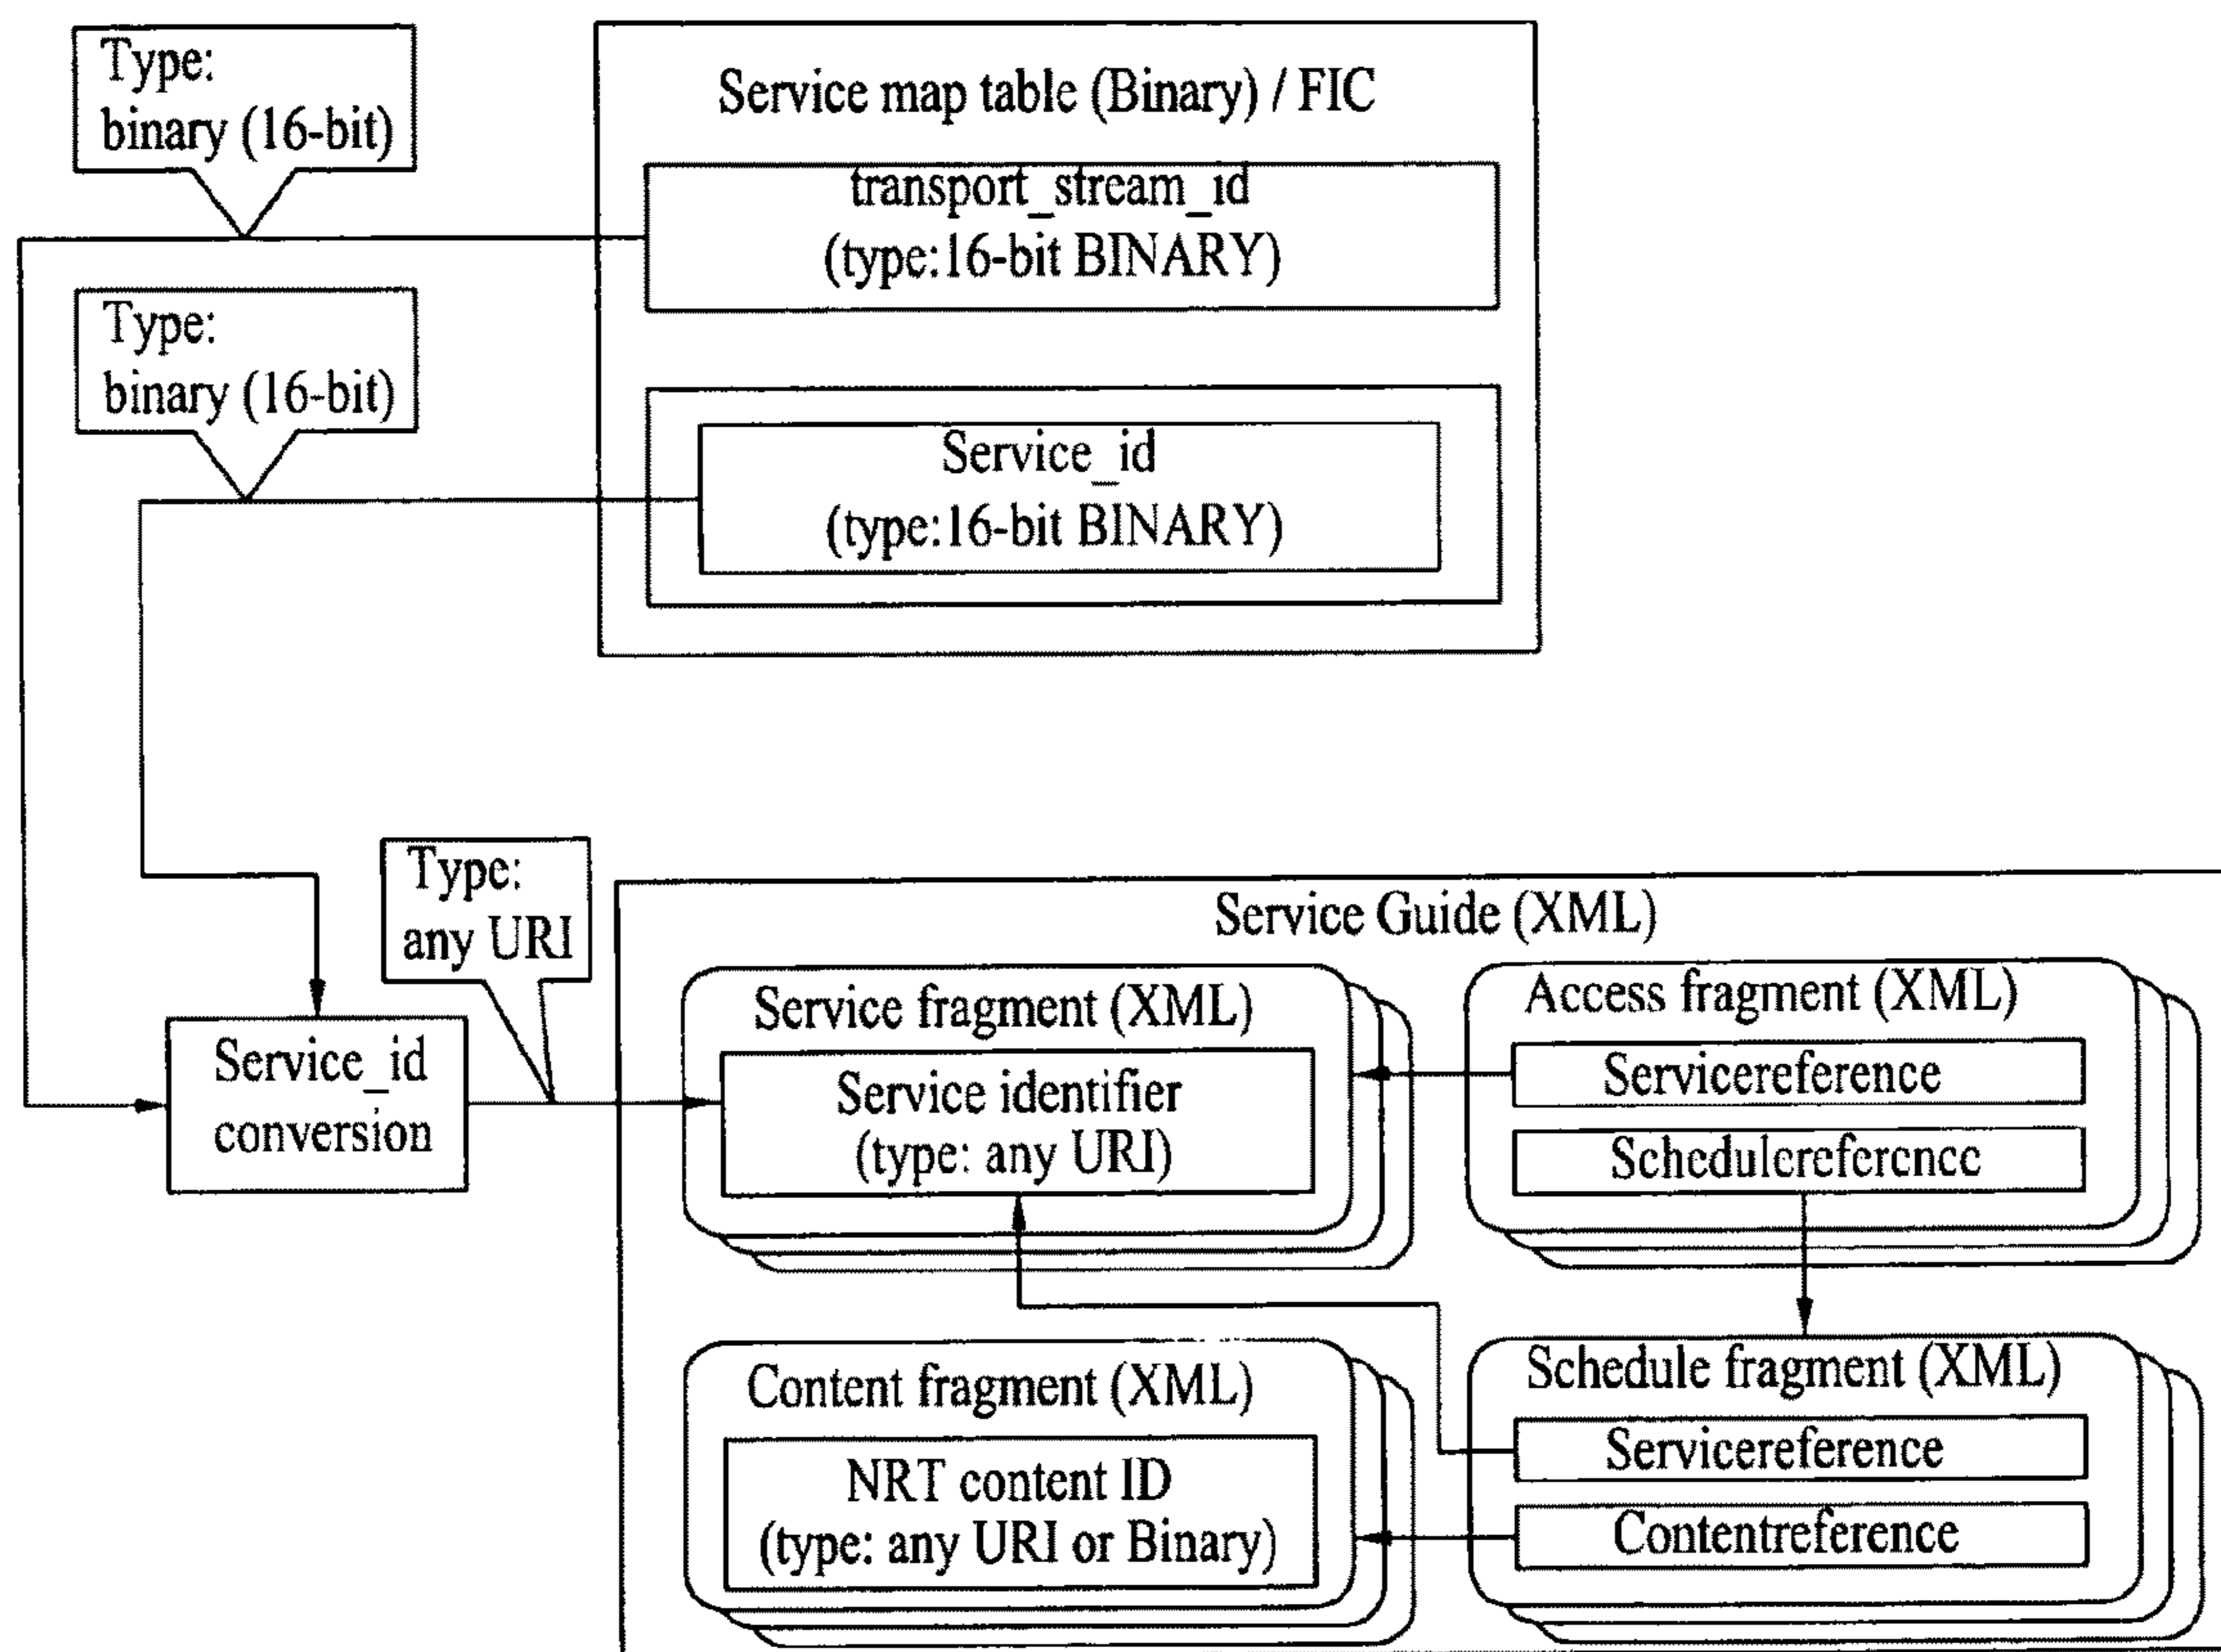 Type:
binary (16-bit)
Service map table (Binary) / FIC
transport_stream_id
(type:16-bit BINARY)
Type:
binary (16-bit)
Service_id
(type:16-bit BINARY)
Type:
any URI
Service Guide (XML)
Service_id
conversion
Service fragment (XML)
Service identifier
(type: any URI)
Access fragment (XML)
Servicereference
Schedulereference
Content fragment (XML)
NRT content ID
(type: any URI or Binary)
Schedule fragment (XML)
Servicereference
Contentreference